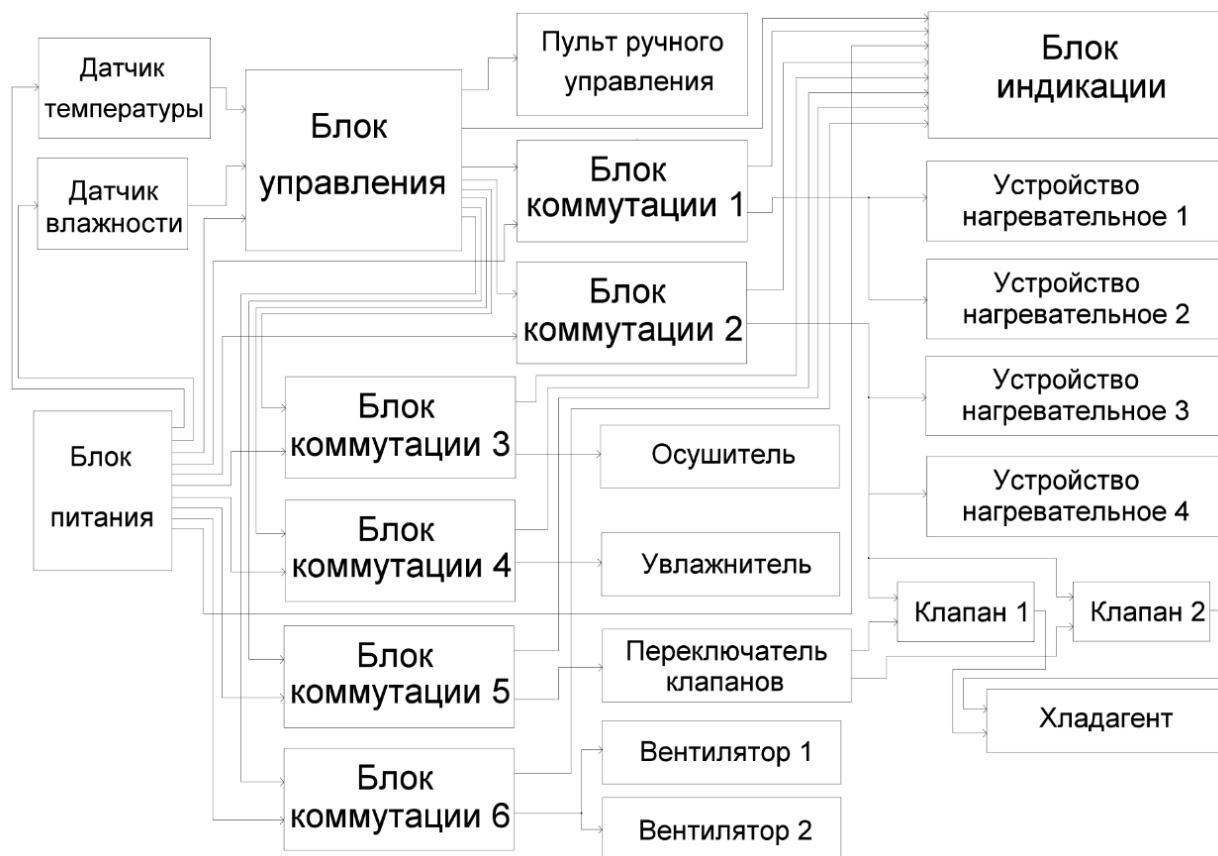 Датчик
температуры
Датчик
влажности
Блок
питания
Блок
управления
Пульт ручного
управления
Блок
коммутации 1
Блок
коммутации 2
Блок
коммутации 3
Блок
коммутации 4
Блок
коммутации 5
Блок
коммутации 6
Осушитель
Увлажнитель
Переключатель
клапанов
Вентилятор 1
Вентилятор 2
Блок
индикации
Устройство
нагревательное 1
Устройство
нагревательное 2
Устройство
нагревательное 3
Устройство
нагревательное 4
Клапан 1
Клапан 2
Хладагент